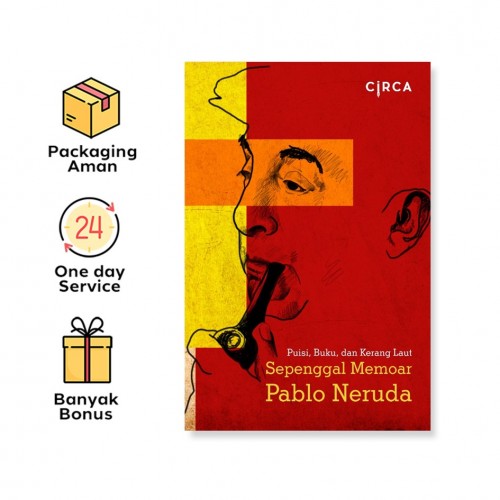 Packaging
Aman
24
One day
Service
Banyak
Bonus
CIRCA
Puisi, Buku, dan Kerang Laut
Sepenggal Memoar
Pablo Neruda